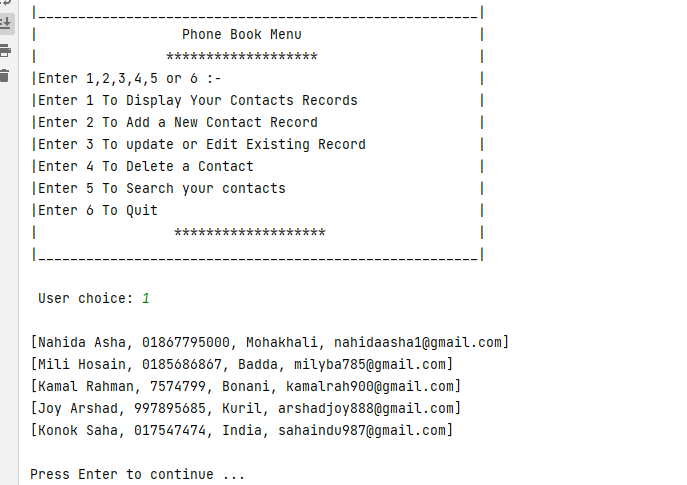 |_______________________________________________________|
| Phone Book Menu |
| ******************* |
|Enter 1,2,3,4,5 or 6 :- |
|Enter 1 To Display Your Contacts Records |
|Enter 2 To Add a New Contact Record |
|Enter 3 To update or Edit Existing Record |
|Enter 4 To Delete a Contact |
|Enter 5 To Search your contacts |
|Enter 6 To Quit |
| ******************* |
|_______________________________________________________|
User choice: 1
[Nahida Asha, 01867795000, Mohakhali, nahidaasha1@gmail.com]
[Mili Hosain, 0185686867, Badda, milyba785@gmail.com]
[Kamal Rahman, 7574799, Bonani, kamalrah900@gmail.com]
[Joy Arshad, 997895685, Kuril, arshadjoy888@gmail.com]
[Konok Saha, 017547474, India, sahaindu987@gmail.com]
Press Enter to continue ...